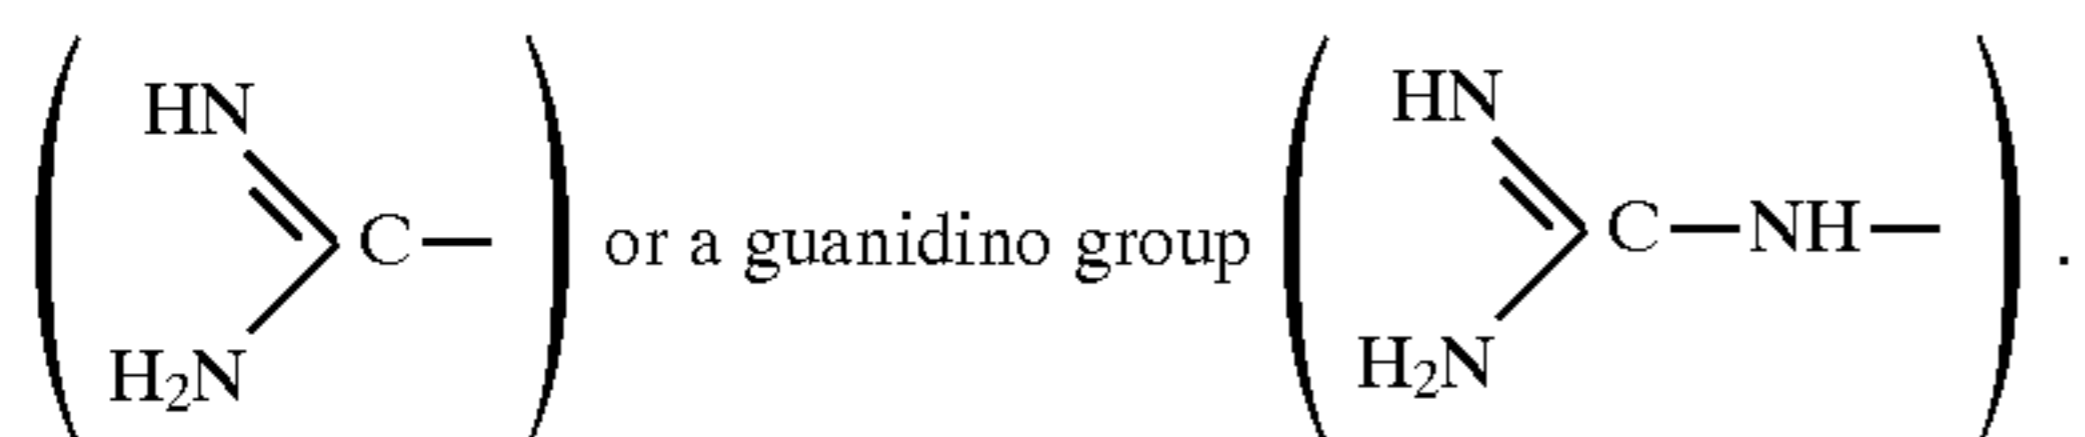 HN HN
( C— ) or a guanidino group ( C—NH— ) .
H₂N H₂N